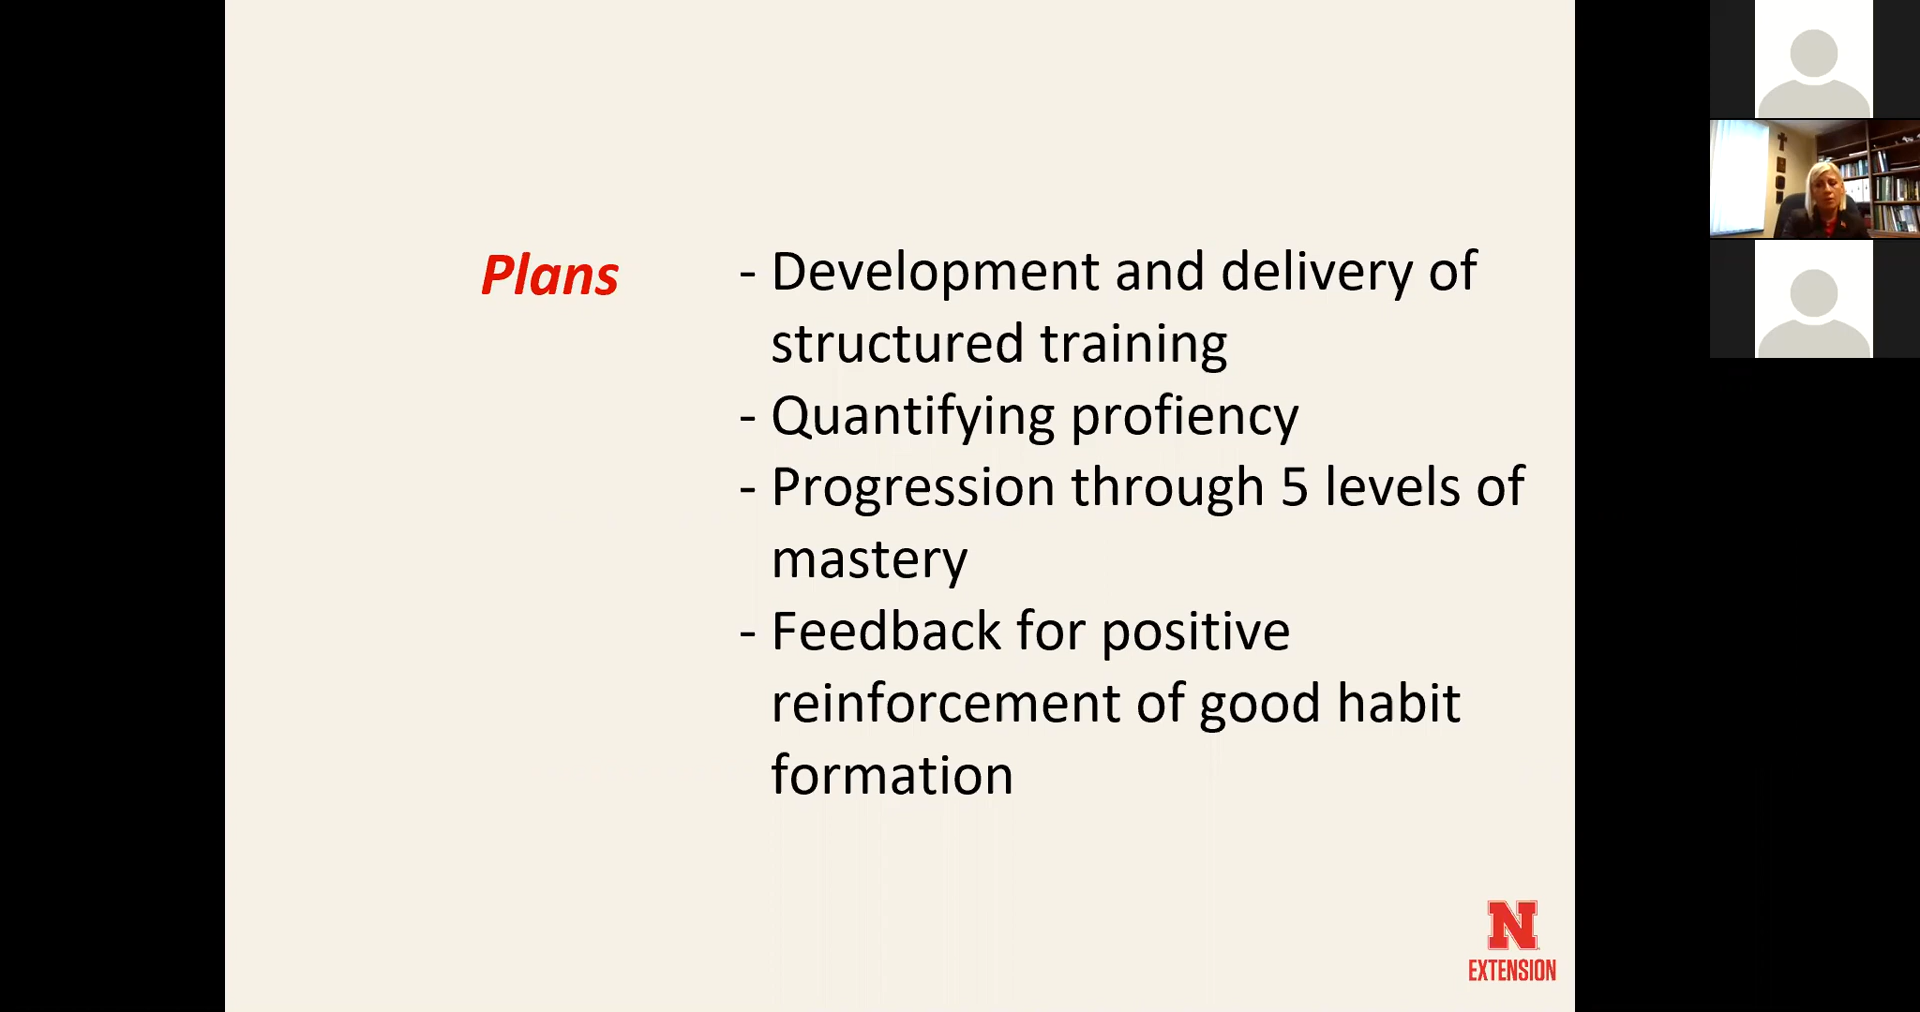 Plans
- Development and delivery of
structured training
- Quantifying profiency
- Progression through 5 levels of
mastery
- Feedback for positive
reinforcement of good habit
formation
N
EXTENSION